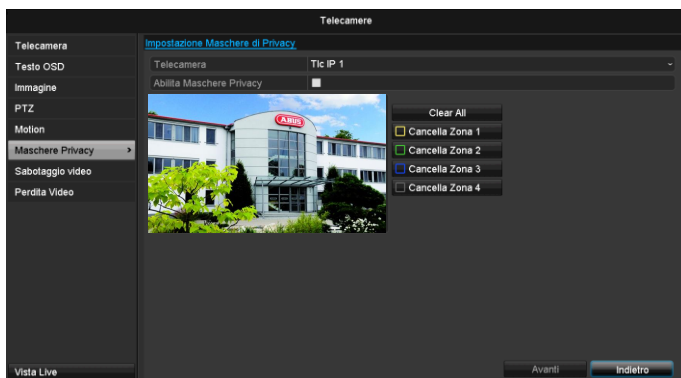 Telecamere
Telecamera
Testo OSD
Immagine
PTZ
Motion
Maschere Privacy
Sabotaggio video
Perdita Video
Vista Live
Impostazione Maschere di Privacy
Telecamera Tlc IP 1
Abilita Maschere Privacy
ABUS
Clear All
Cancella Zona 1
Cancella Zona 2
Cancella Zona 3
Cancella Zona 4
Avanti
Indietro